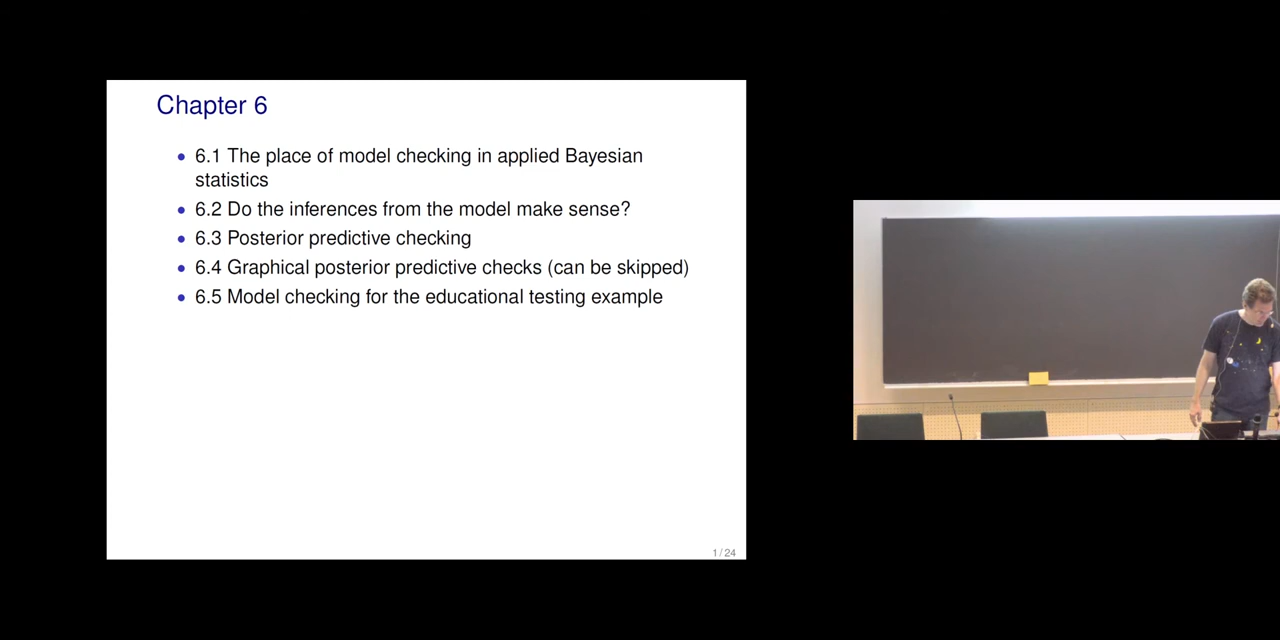 Chapter 6
• 6.1 The place of model checking in applied Bayesian
statistics
• 6.2 Do the inferences from the model make sense?
• 6.3 Posterior predictive checking
• 6.4 Graphical posterior predictive checks (can be skipped)
• 6.5 Model checking for the educational testing example
1 / 24